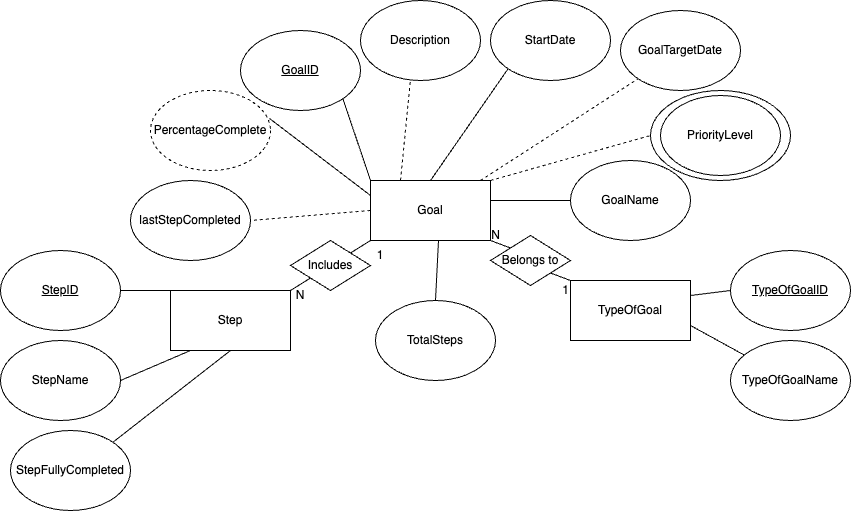 Description
StartDate
GoalID
GoalTargetDate
PercentageComplete
PriorityLevel
lastStepCompleted
Goal
GoalName
N
1
Includes
Belongs to
StepID
N
1
TypeOfGoalID
Step
TypeOfGoal
TotalSteps
StepName
TypeOfGoalName
StepFullyCompleted